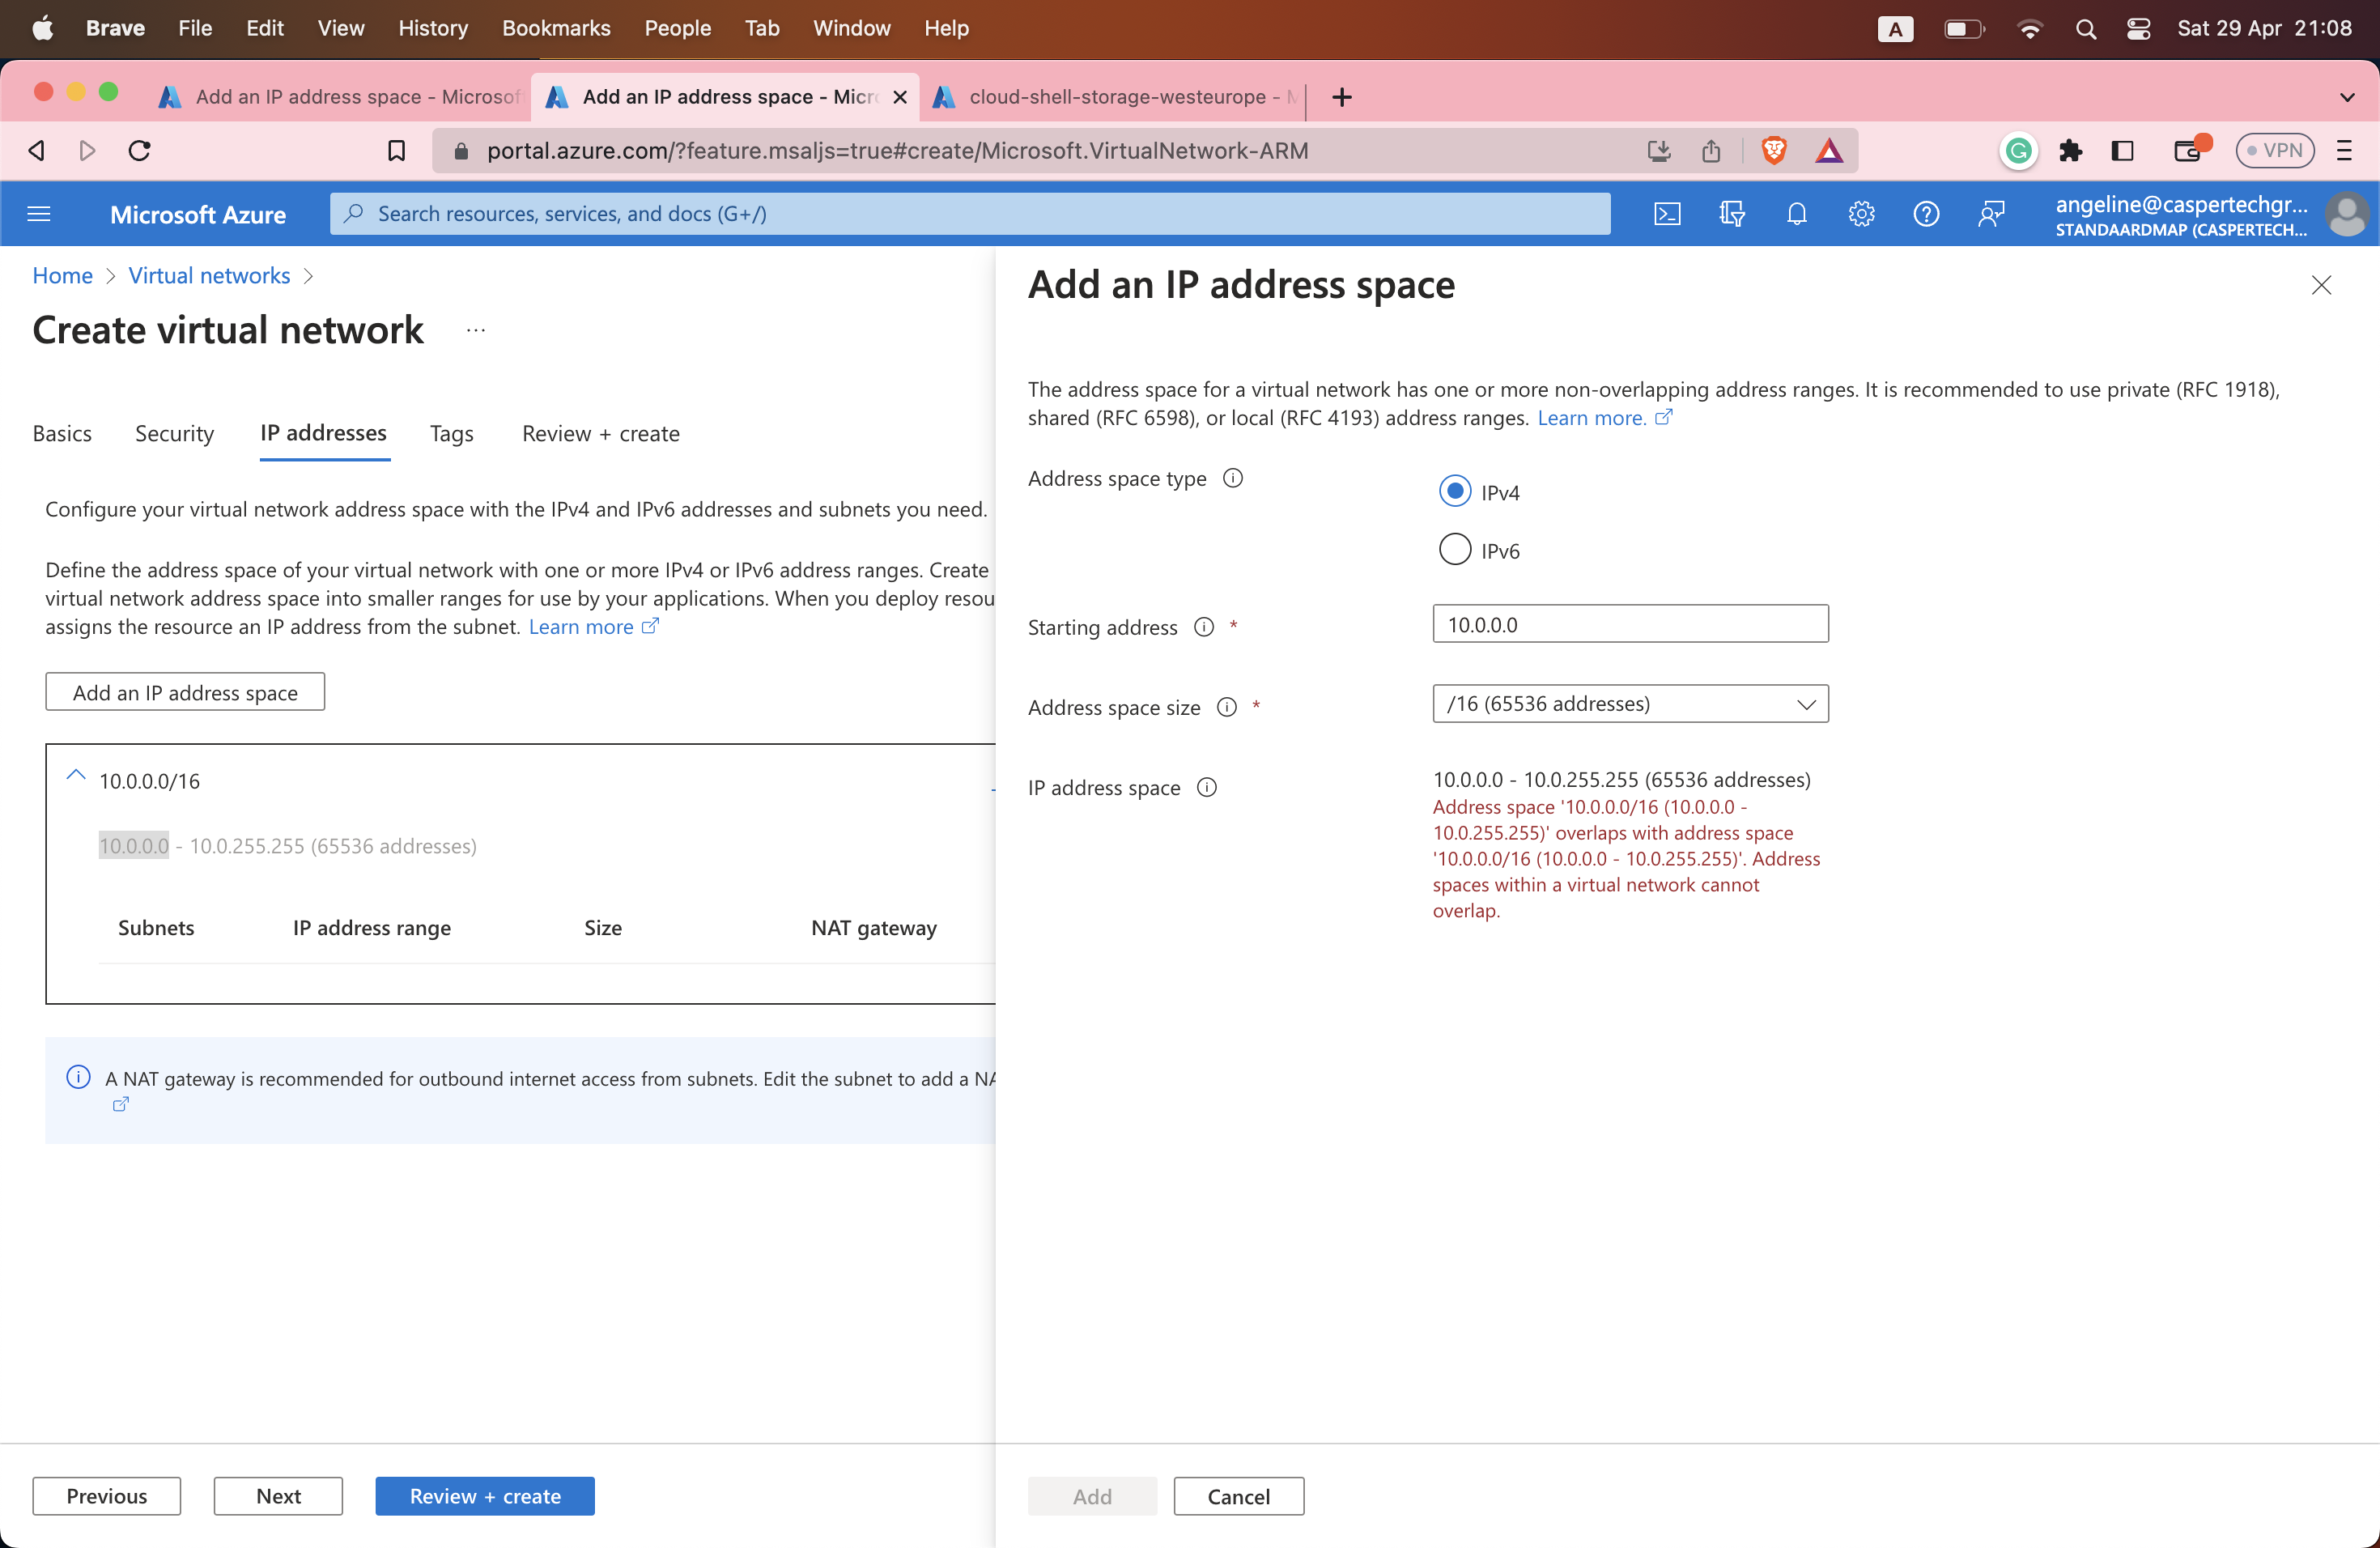 Brave File Edit View History Bookmarks People Tab Window Help A Sat 29 Apr 21:08
Add an IP address space - Microsof Add an IP address space - Micr cloud-shell-storage-westeurope -
portal.azure.com/?feature.msaljs=true#create/Microsoft.VirtualNetwork-ARM VPN
Microsoft Azure Search resources, services, and docs (G+/) angeline@caspertechgr...
STANDAARDMAP (CASPERTECH...
Home > Virtual networks >
Create virtual network ...
Basics Security IP addresses Tags Review + create
Configure your virtual network address space with the IPv4 and IPv6 addresses and subnets you need.
Define the address space of your virtual network with one or more IPv4 or IPv6 address ranges. Create
virtual network address space into smaller ranges for use by your applications. When you deploy resou
assigns the resource an IP address from the subnet. Learn more
Add an IP address space
10.0.0.0/16
10.0.0.0 - 10.0.255.255 (65536 addresses)
Subnets IP address range Size NAT gateway
A NAT gateway is recommended for outbound internet access from subnets. Edit the subnet to add a NA
Previous Next Review + create
Add an IP address space
The address space for a virtual network has one or more non-overlapping address ranges. It is recommended to use private (RFC 1918),
shared (RFC 6598), or local (RFC 4193) address ranges. Learn more.
Address space type
IPv4
IPv6
Starting address * 10.0.0.0
Address space size * /16 (65536 addresses)
IP address space 10.0.0.0 - 10.0.255.255 (65536 addresses)
Address space '10.0.0.0/16 (10.0.0.0 -
10.0.255.255)' overlaps with address space
'10.0.0.0/16 (10.0.0.0 - 10.0.255.255)'. Address
spaces within a virtual network cannot
overlap.
Add Cancel